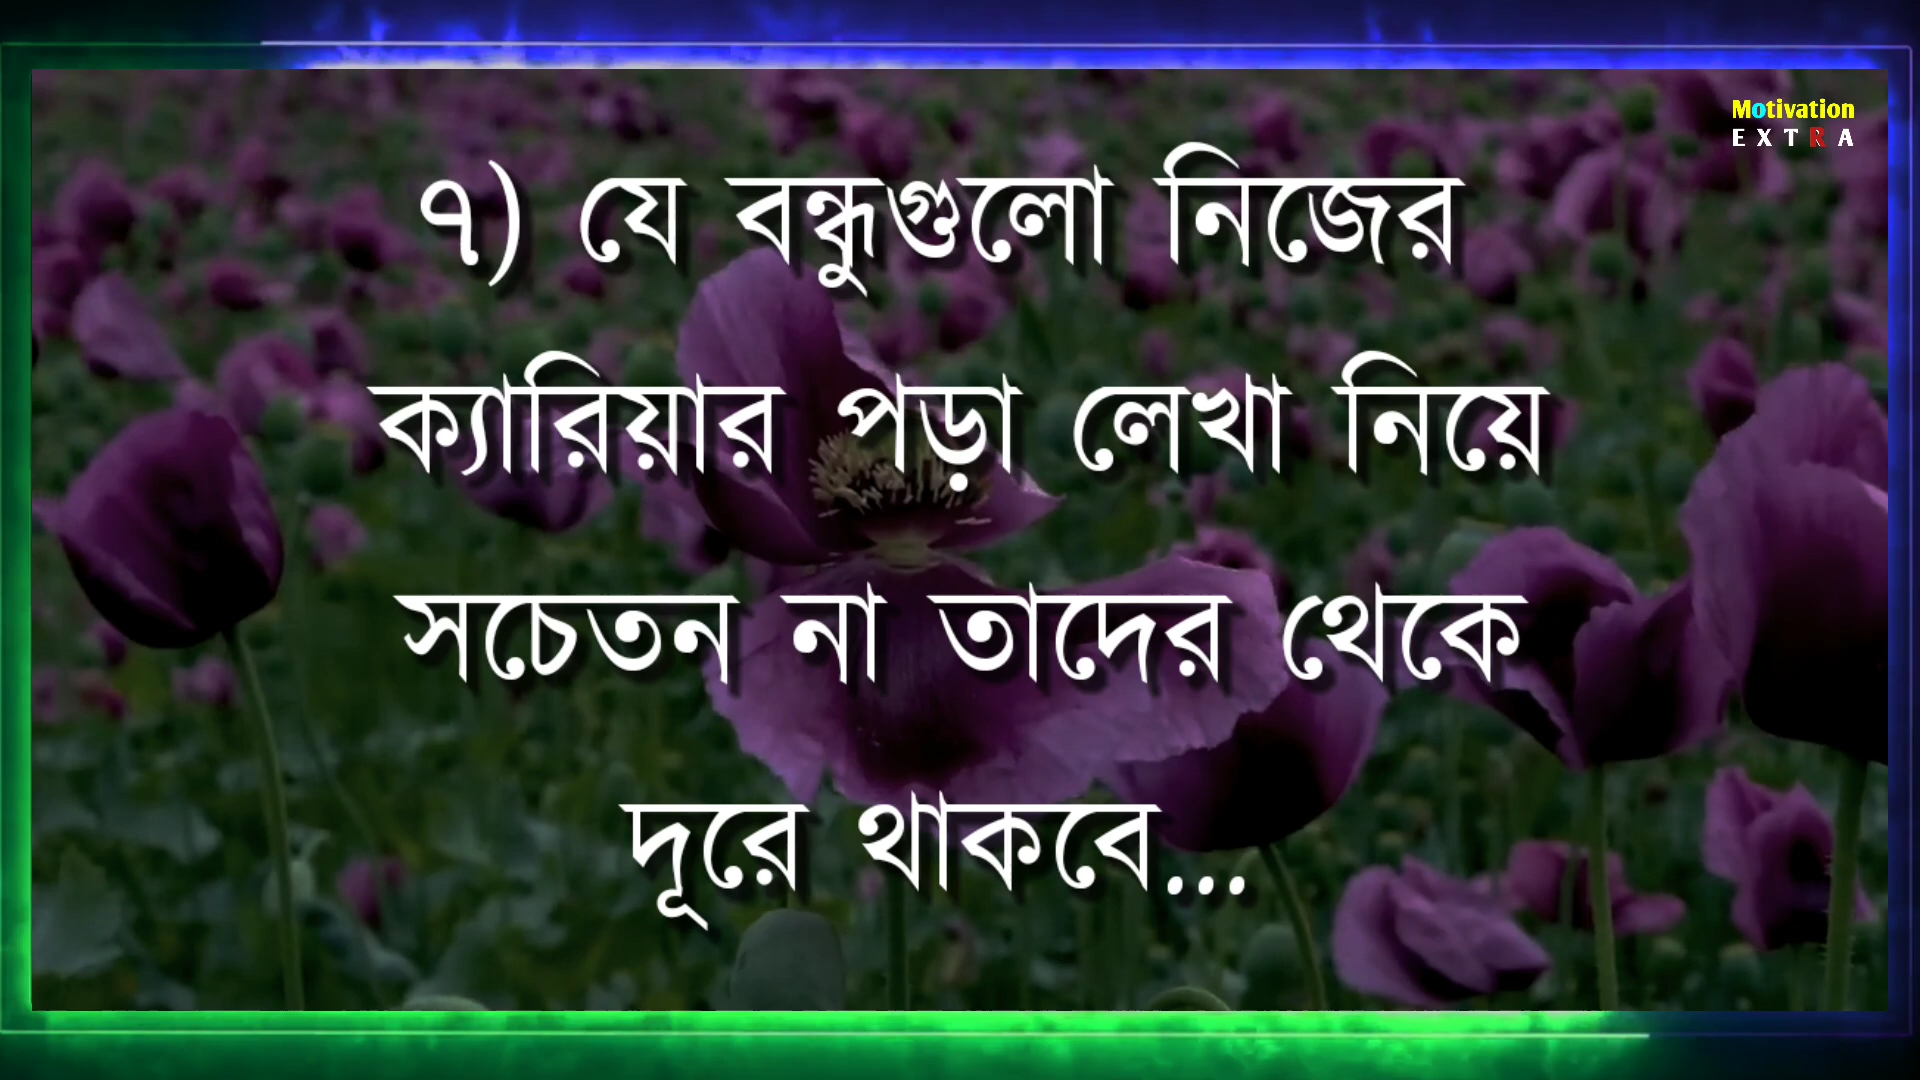 Motivation
EXTRA
৭) যে বন্ধুগুলো নিজের
ক্যারিয়ার পড়া লেখা নিয়ে
সচেতন না তাদের থেকে
দূরে থাকবে...